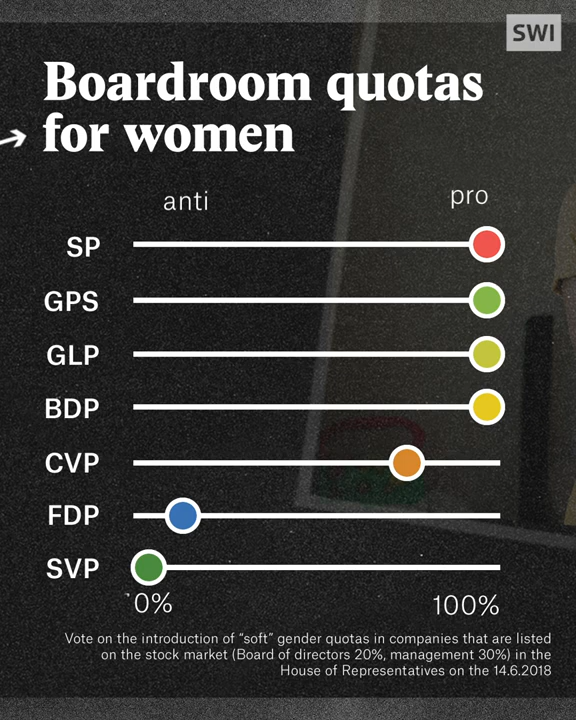 SWI
Boardroom quotas
for women
anti
pro
SP
GPS
GLP
BDP
CVP
FDP
SVP
0%
100%
Vote on the introduction of “soft” gender quotas in companies that are listed
on the stock market (Board of directors 20%, management 30%) in the
House of Representatives on the 14.6.2018